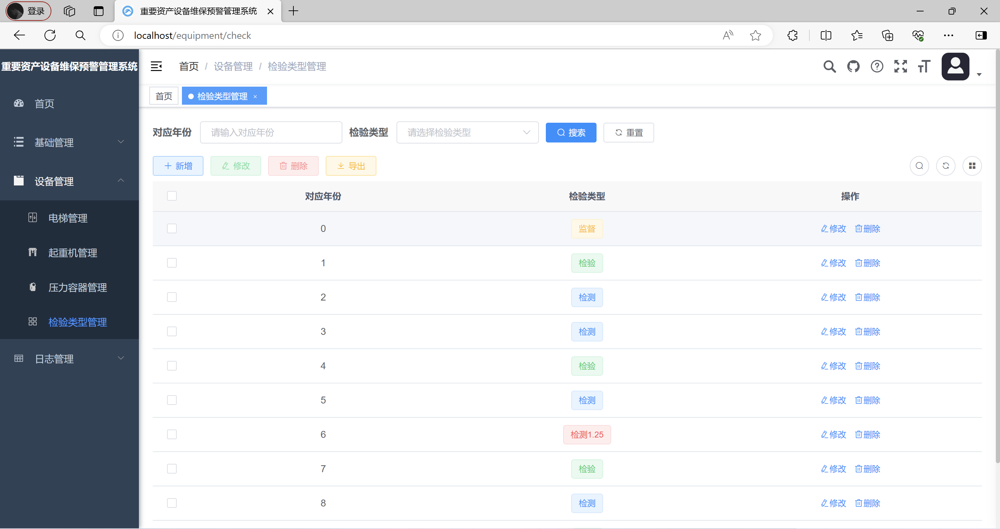 登录
重要资产设备维保预警管理系统
localhost/equipment/check
重要资产设备维保预警管理系统
首页 / 设备管理 / 检验类型管理
首页
检验类型管理 ×
首页
基础管理
设备管理
电梯管理
起重机管理
压力容器管理
检验类型管理
日志管理
对应年份 请输入对应年份 检验类型 请选择检验类型 搜索 重置
新增 修改 删除 导出
对应年份 检验类型 操作
0 监督 修改 删除
1 检验 修改 删除
2 检测 修改 删除
3 检测 修改 删除
4 检验 修改 删除
5 检测 修改 删除
6 检测1.25 修改 删除
7 检验 修改 删除
8 检测 修改 删除